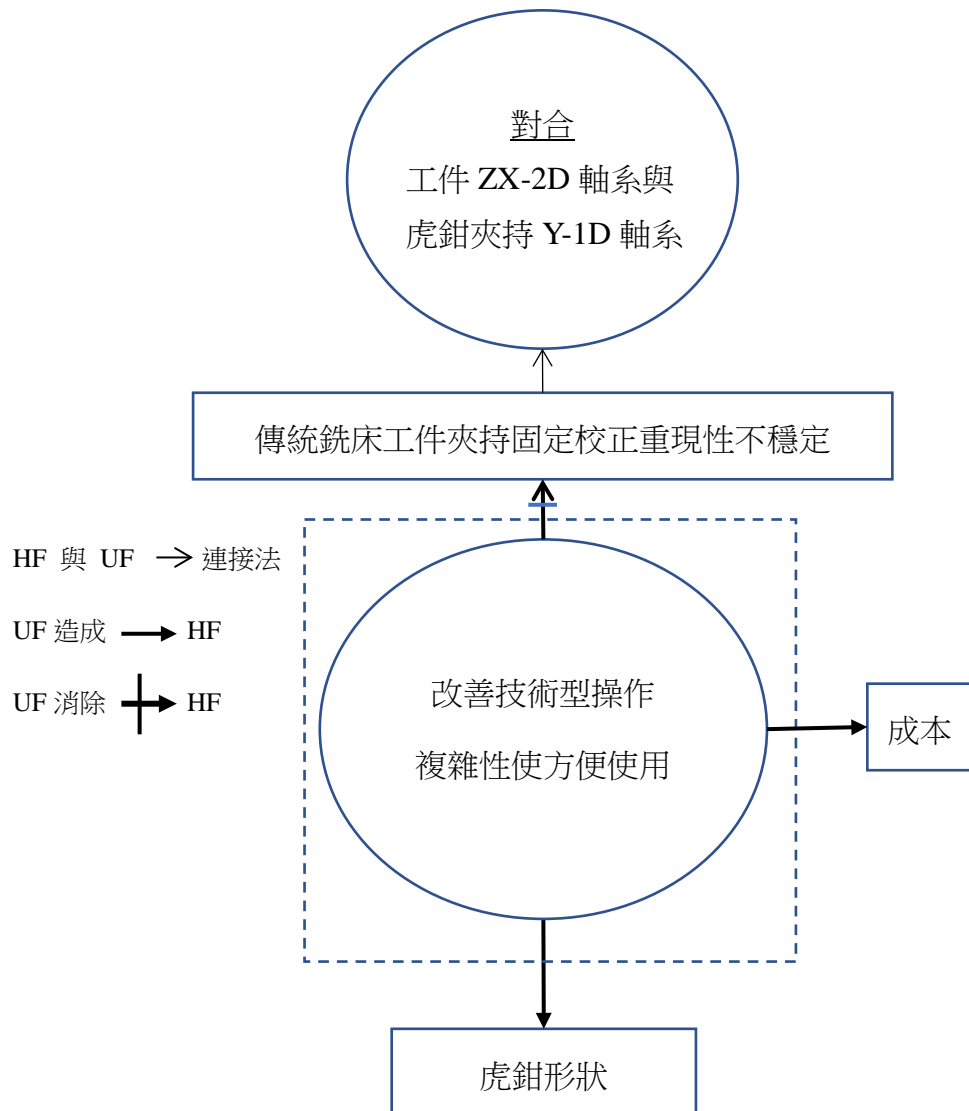 對合
工件 ZX-2D 軸系與
虎鉗夾持 Y-1D 軸系
傳統銑床工件夾持固定校正重現性不穩定
HF 與 UF 連接法
UF 造成 HF
UF 消除 HF
改善技術型操作
複雜性使方便使用
成本
虎鉗形狀